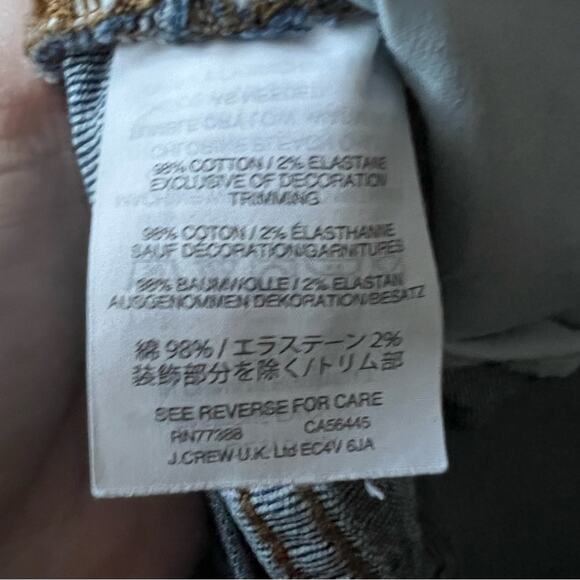 98% COTTON / 2% ELASTANE
EXCLUSIVE OF DECORATION
TRIMMING
98% COTON / 2% ÉLASTHANNE
SAUF DÉCORATION/GARNITURES
98% BAUMWOLLE / 2% ELASTAN
AUSGENOMMEN DEKORATION/BESATZ
綿 98% / エラステーン 2%
装飾部分を除く/トリム部
SEE REVERSE FOR CARE
RN77388 CA56445
J.CREW U.K. Ltd EC4V 6JA